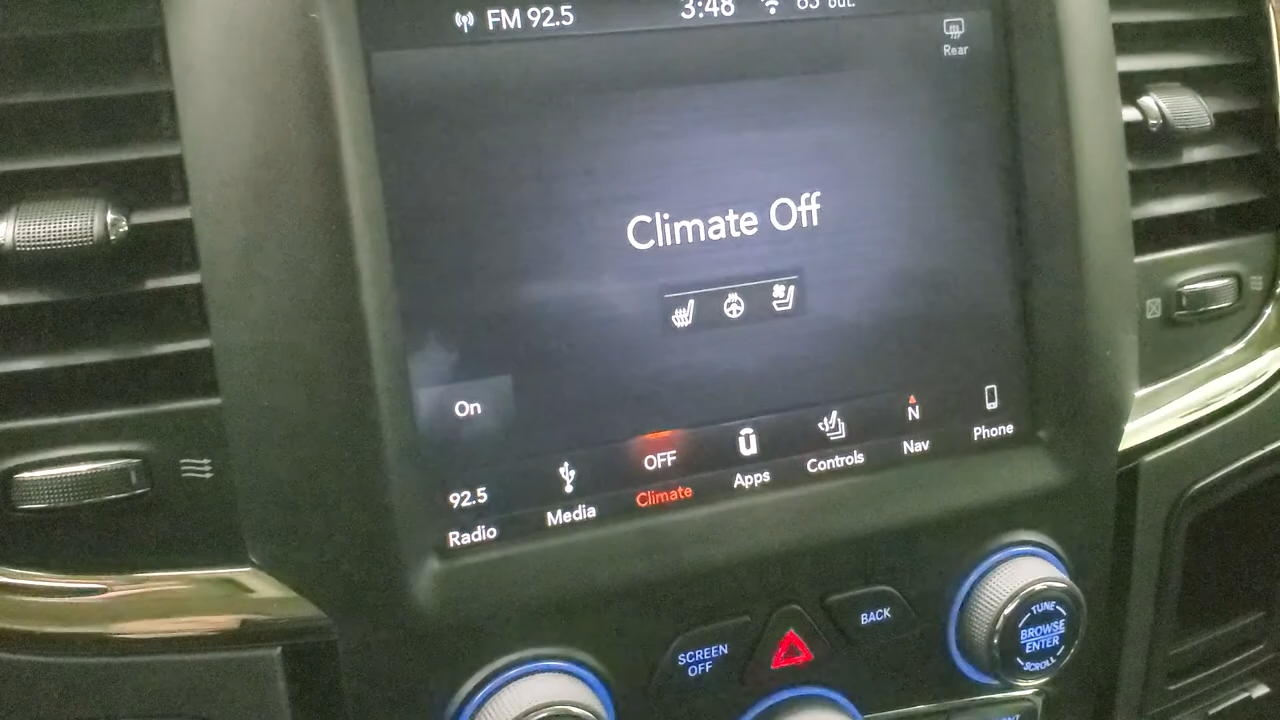 FM 92.5
3:48
out.
Rear
Climate Off
On
92.5
Radio
Media
OFF
Climate
Apps
Controls
N
Nav
Phone
SCREEN
OFF
BACK
TUNE
BROWSE
ENTER
SCROLL